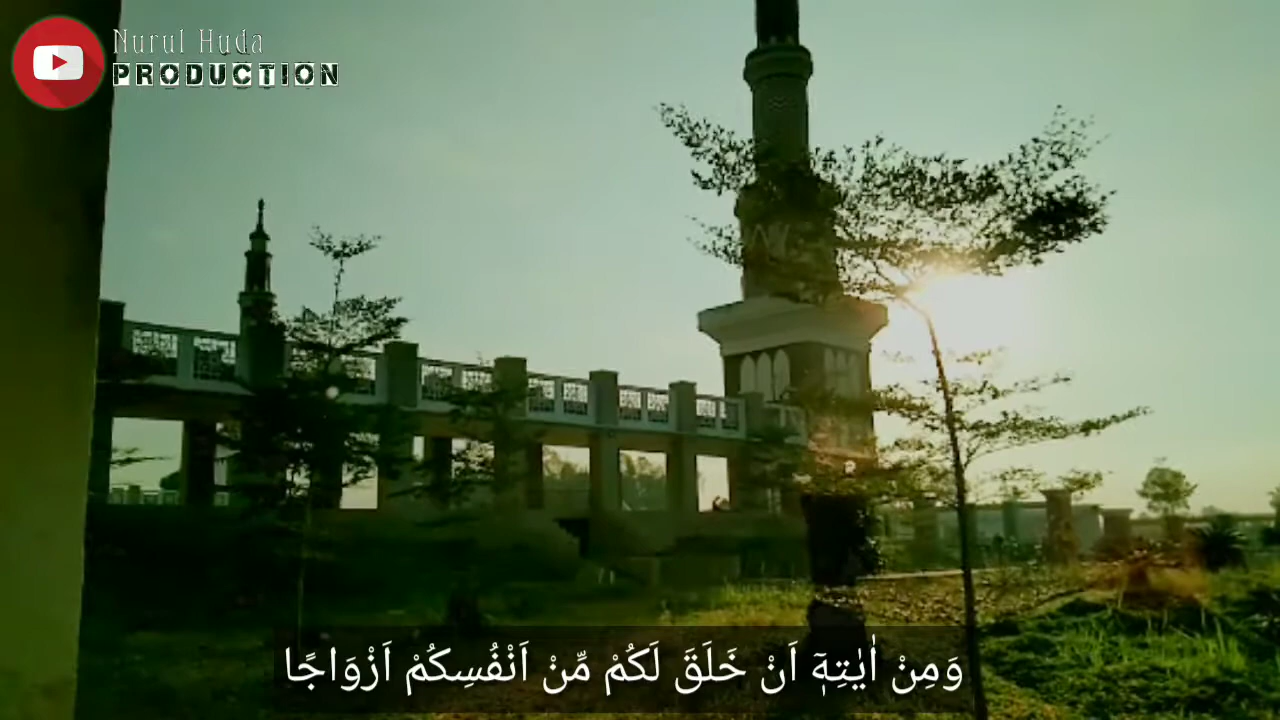 Nurul Huda
PRODUCTION
وَمِنْ اٰيٰتِهٖٓ اَنْ خَلَقَ لَكُمْ مِّنْ اَنْفُسِكُمْ اَزْوَاجًا